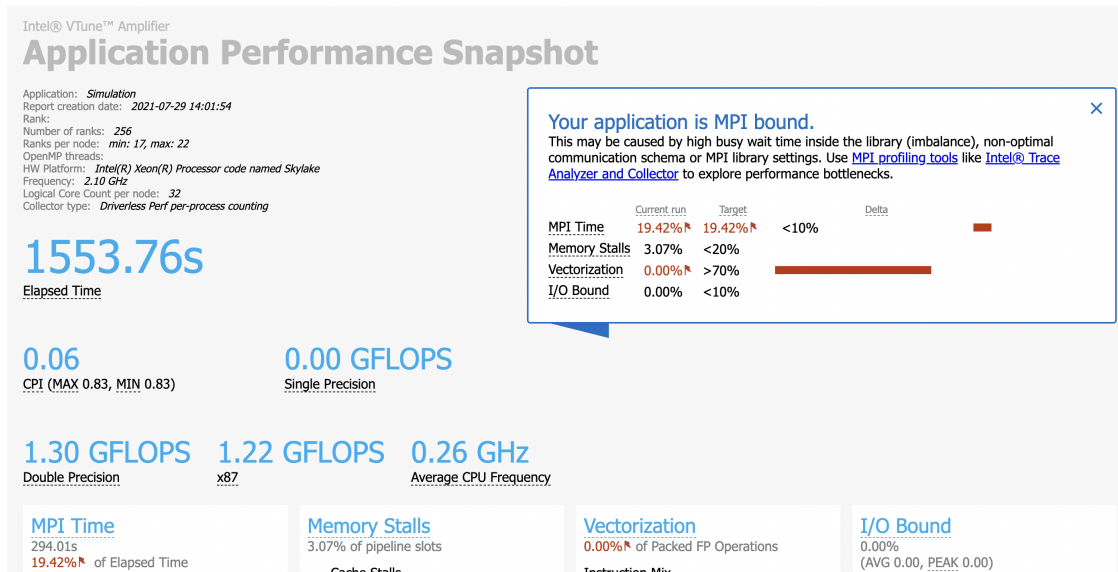 Intel® VTune™ Amplifier
Application Performance Snapshot
Application: Simulation
Report creation date: 2021-07-29 14:01:54
Rank:
Number of ranks: 256
Ranks per node: min: 17, max: 22
OpenMP threads:
HW Platform: Intel(R) Xeon(R) Processor code named Skylake
Frequency: 2.10 GHz
Logical Core Count per node: 32
Collector type: Driverless Perf per-process counting
1553.76s
Elapsed Time
Your application is MPI bound.
This may be caused by high busy wait time inside the library (imbalance), non-optimal
communication schema or MPI library settings. Use MPI profiling tools like Intel® Trace
Analyzer and Collector to explore performance bottlenecks.
Current run Target Delta
MPI Time 19.42% 19.42% <10%
Memory Stalls 3.07% <20%
Vectorization 0.00% >70%
I/O Bound 0.00% <10%
0.06 0.00 GFLOPS
CPI (MAX 0.83, MIN 0.83) Single Precision
1.30 GFLOPS 1.22 GFLOPS 0.26 GHz
Double Precision x87 Average CPU Frequency
MPI Time
294.01s
19.42% of Elapsed Time
Memory Stalls
3.07% of pipeline slots
Cache Stalls
Vectorization
0.00% of Packed FP Operations
Instruction Mix
I/O Bound
0.00%
(AVG 0.00, PEAK 0.00)